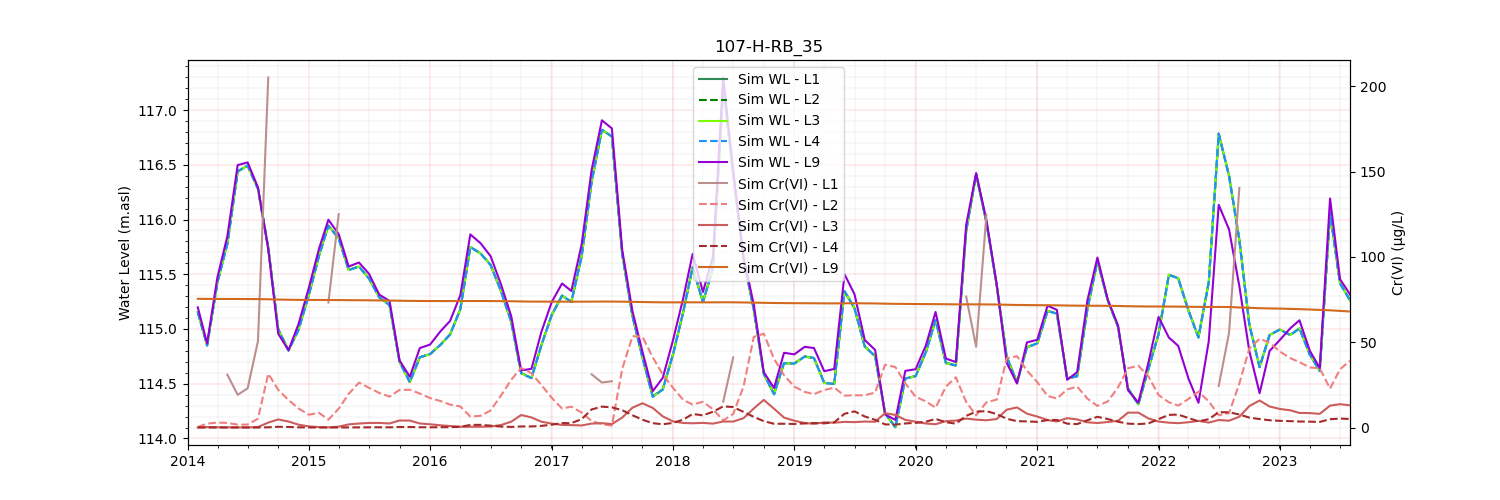 107-H-RB_35
Sim WL - L1
Sim WL - L2
Sim WL - L3
Sim WL - L4
Sim WL - L9
Sim Cr(VI) - L1
Sim Cr(VI) - L2
Sim Cr(VI) - L3
Sim Cr(VI) - L4
Sim Cr(VI) - L9
Water Level (m.asl)
117.0
116.5
116.0
115.5
115.0
114.5
114.0
Cr(VI) (µg/L)
200
150
100
50
0
2014 2015 2016 2017 2018 2019 2020 2021 2022 2023